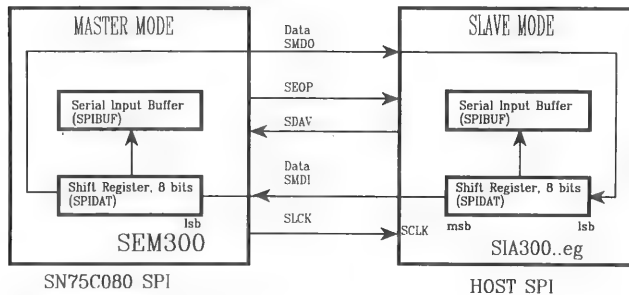 MASTER MODE
Serial Input Buffer
(SPIBUF)
Shift Register, 8 bits
(SPIDAT)
lsb
SEM300
SN75C080 SPI
Data
SMDO
SEOP
SDAV
Data
SMDI
SLCK
SLAVE MODE
Serial Input Buffer
(SPIBUF)
Shift Register, 8 bits
(SPIDAT)
SCLK
msb
lsb
SIA300..eg
HOST SPI